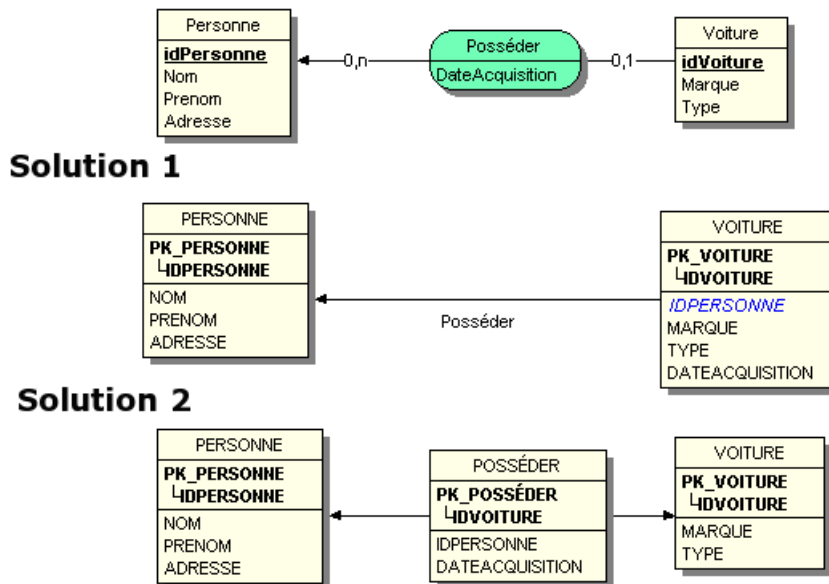 Personne
idPersonne
Nom
Prenom
Adresse
0,n
Posséder
DateAcquisition
0,1
Voiture
idVoiture
Marque
Type
Solution 1
PERSONNE
PK_PERSONNE
IDPERSONNE
NOM
PRENOM
ADRESSE
Posséder
VOITURE
PK_VOITURE
IDVOITURE
IDPERSONNE
MARQUE
TYPE
DATEACQUISITION
Solution 2
PERSONNE
PK_PERSONNE
IDPERSONNE
NOM
PRENOM
ADRESSE
POSSÉDER
PK_POSSÉDER
IDVOITURE
IDPERSONNE
DATEACQUISITION
VOITURE
PK_VOITURE
IDVOITURE
MARQUE
TYPE